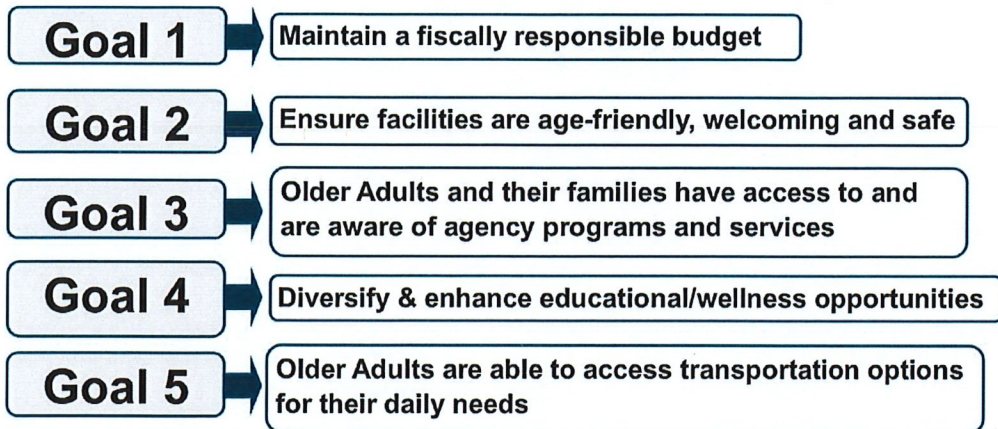 Goal 1
Maintain a fiscally responsible budget
Goal 2
Ensure facilities are age-friendly, welcoming and safe
Goal 3
Older Adults and their families have access to and
are aware of agency programs and services
Goal 4
Diversify & enhance educational/wellness opportunities
Goal 5
Older Adults are able to access transportation options
for their daily needs